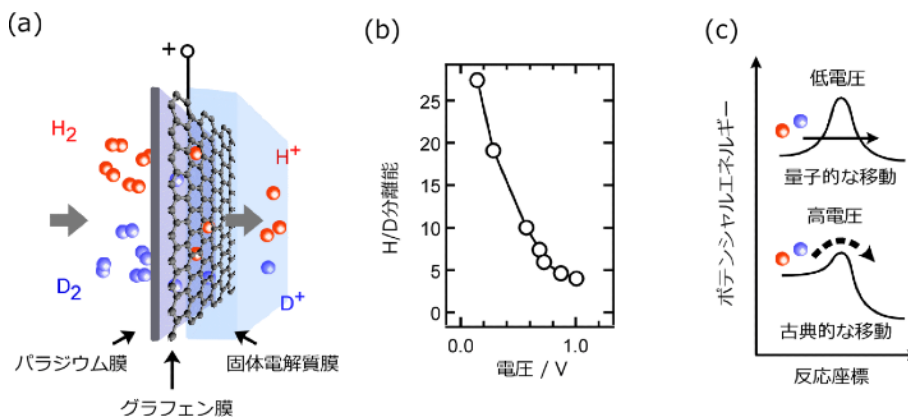 (a)
+
H2
H+
D2
D+
パラジウム膜
固体電解質膜
グラフェン膜
(b)
H/D分離能
25
20
15
10
5
0
0.0
1.0
電圧 / V
(c)
ポテンシャルエネルギー
低電圧
量子的な移動
高電圧
古典的な移動
反応座標